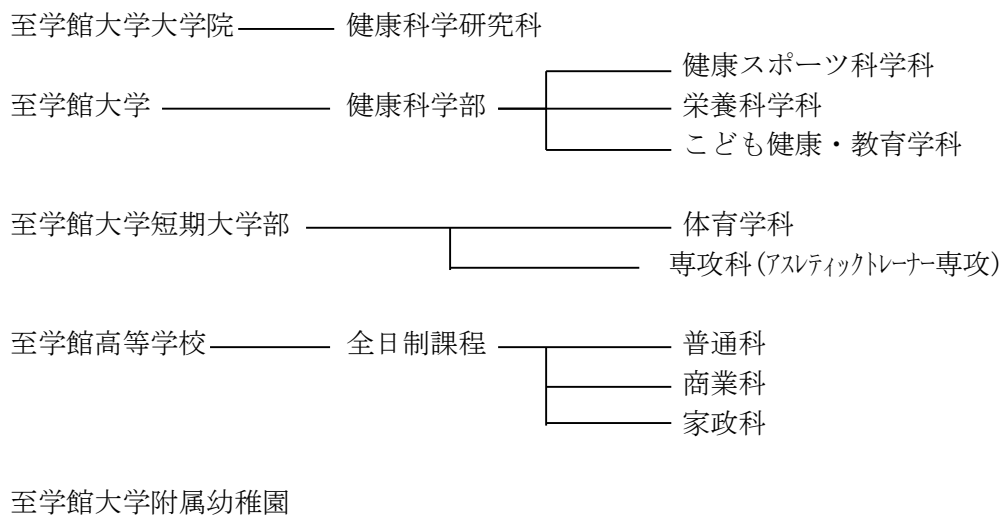 至学館大学大学院 健康科学研究科
健康スポーツ科学科
至学館大学 健康科学部 栄養科学科
こども健康・教育学科
至学館大学短期大学部 体育学科
専攻科(ｱｽﾚﾃｨｯｸﾄﾚｰﾅｰ専攻)
至学館高等学校 全日制課程 普通科
商業科
家政科
至学館大学附属幼稚園